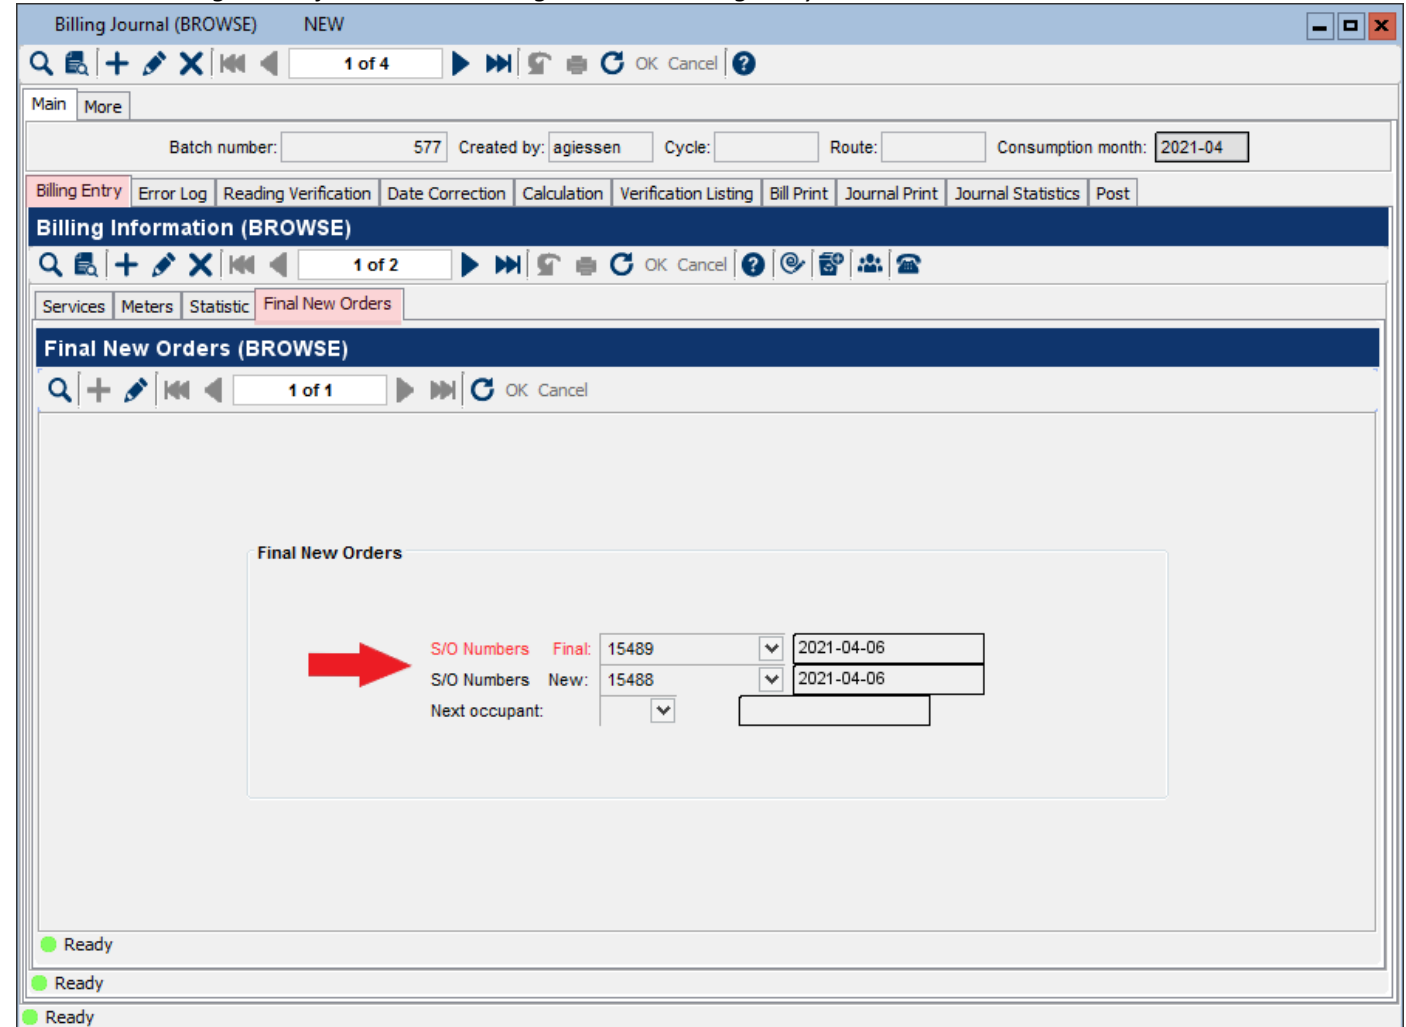 Billing Journal (BROWSE) NEW
1 of 4 OK Cancel ?
Main More
Batch number: 577 Created by: agiessen Cycle: Route: Consumption month: 2021-04
Billing Entry Error Log Reading Verification Date Correction Calculation Verification Listing Bill Print Journal Print Journal Statistics Post
Billing Information (BROWSE)
1 of 2 OK Cancel ?
Services Meters Statistic Final New Orders
Final New Orders (BROWSE)
1 of 1 OK Cancel
Final New Orders
S/O Numbers Final: 15489 2021-04-06
S/O Numbers New: 15488 2021-04-06
Next occupant:
Ready
Ready
Ready